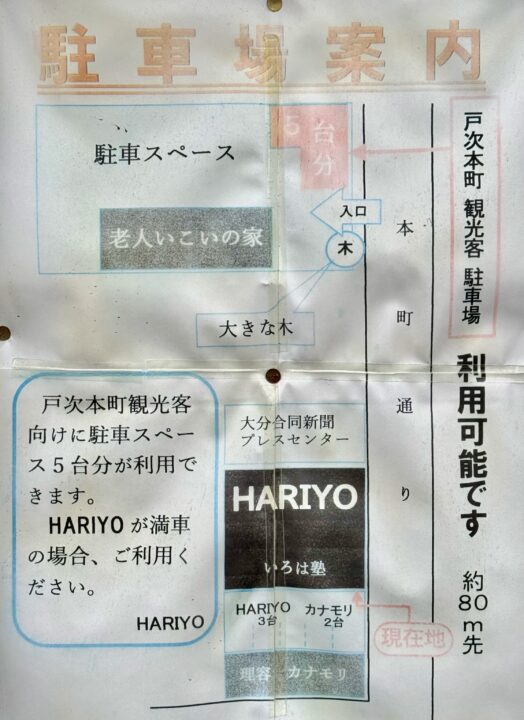 駐車場案内
5台分
駐車スペース
老人いこいの家
入口
木
大きな木
本町通り
戸次本町 観光客 駐車場
利用可能です
約80m先
戸次本町観光客
向けに駐車スペー
ス5台分が利用で
きます。
HARIYOが満車
の場合、ご利用く
ださい。
HARIYO
大分合同新聞
プレスセンター
HARIYO
いろは塾
HARIYO
3台
カナモリ
2台
現在地
理容 カナモリ